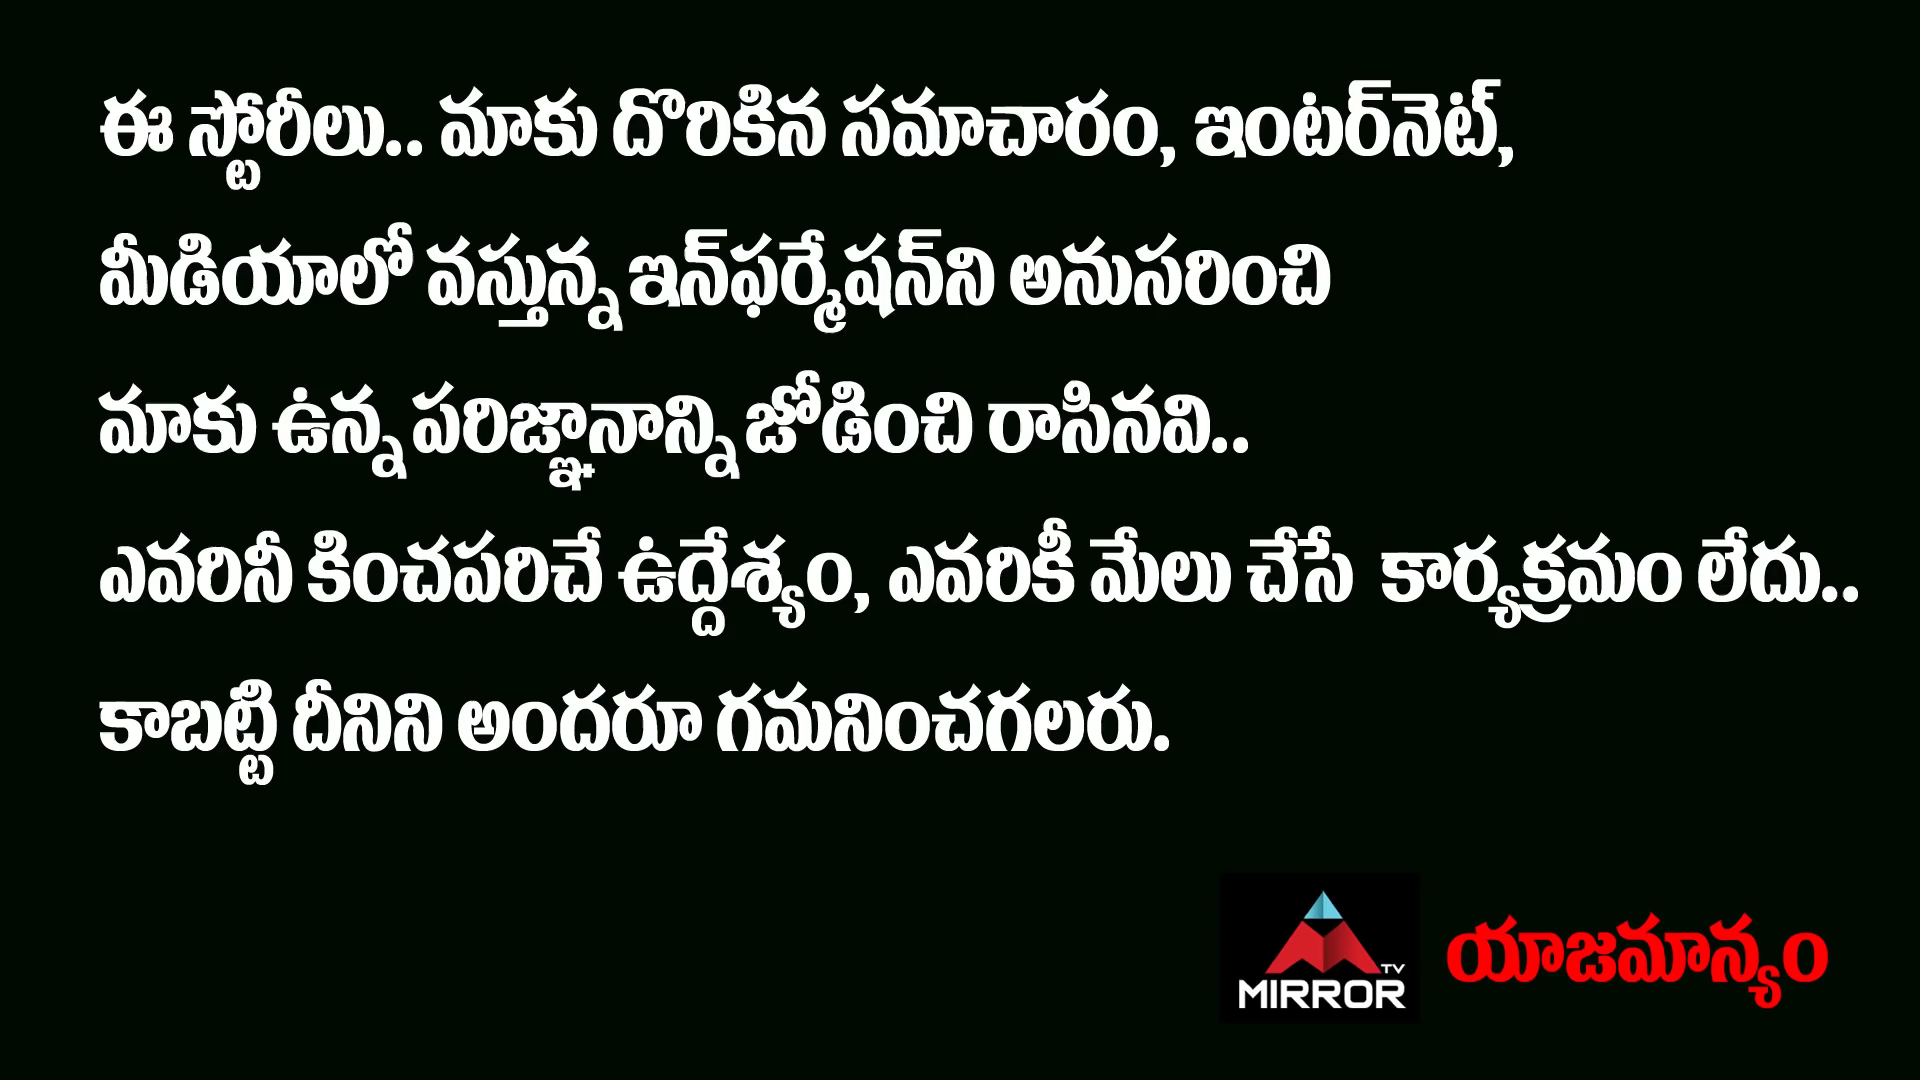 ఈ స్టోరీలు.. మాకు దొరికిన సమాచారం, ఇంటర్‌నెట్,
మీడియాలో వస్తున్న ఇన్‌ఫర్మేషన్‌ని అనుసరించి
మాకు ఉన్న పరిజ్ఞానాన్ని జోడించి రాసినవి..
ఎవరినీ కించపరిచే ఉద్దేశ్యం, ఎవరికీ మేలు చేసే కార్యక్రమం లేదు..
కాబట్టి దీనిని అందరూ గమనించగలరు.
TV
MIRROR
యాజమాన్యం